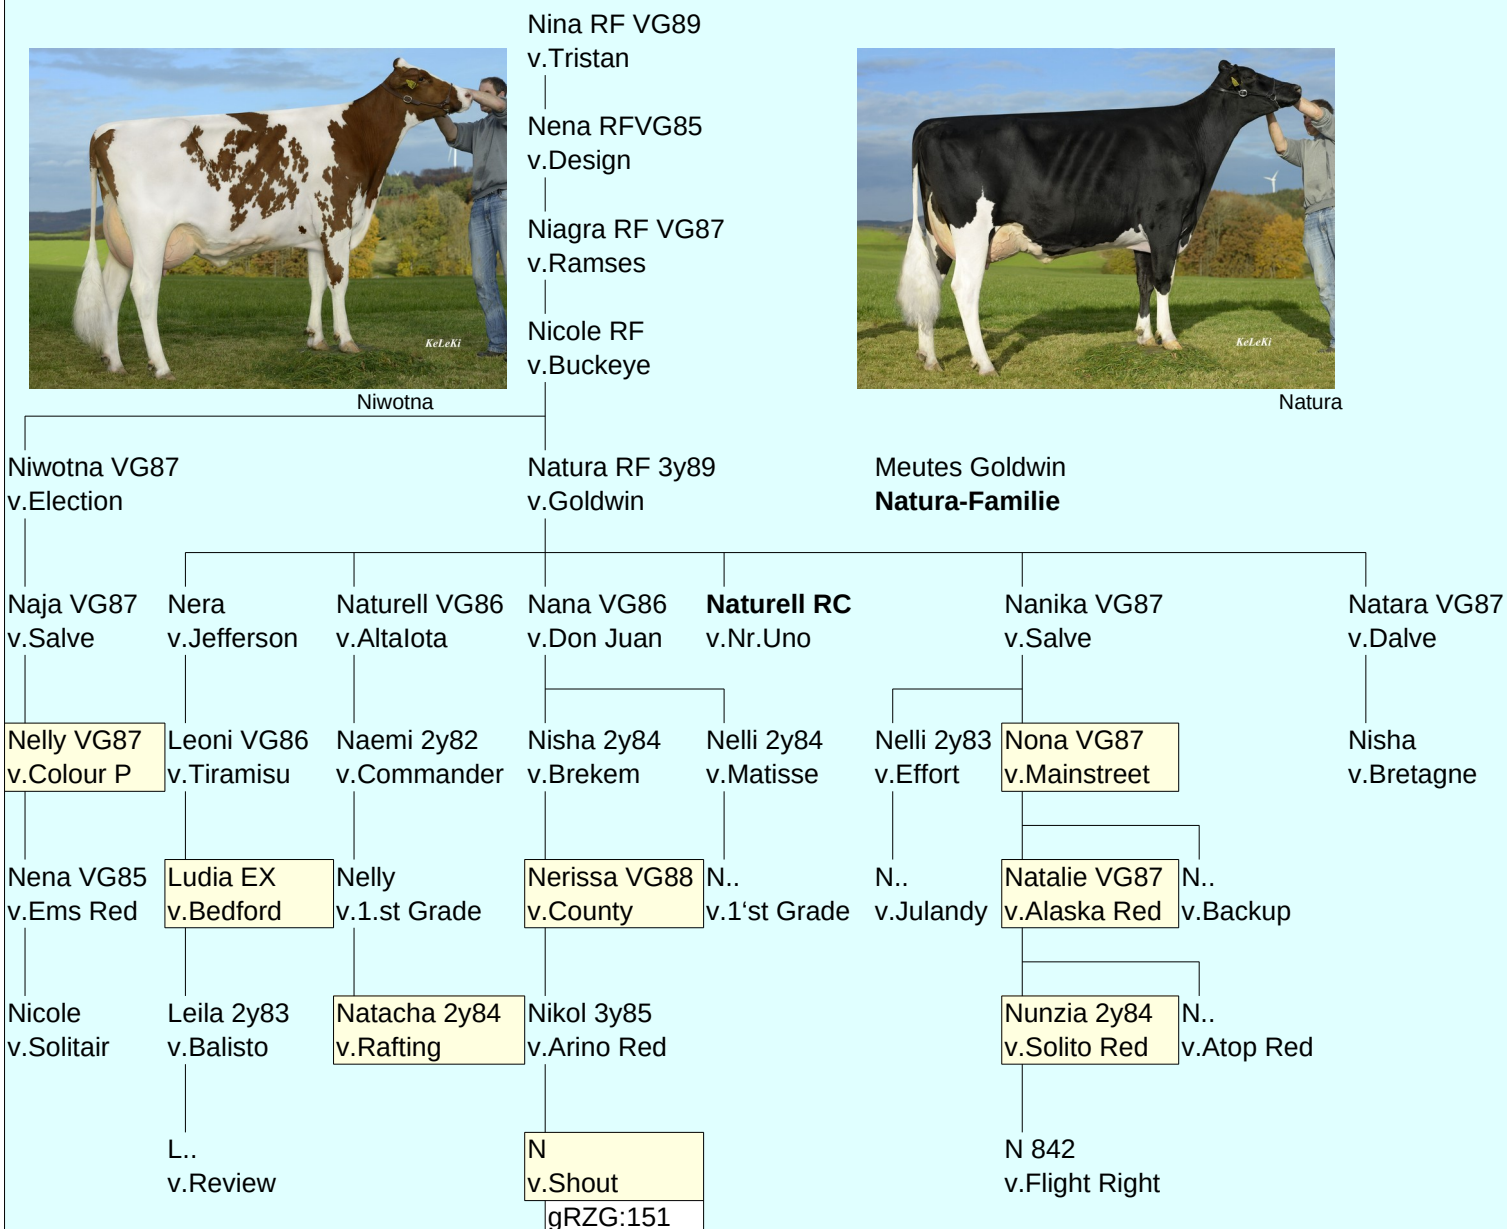 Nina RF VG89
v.Tristan
Nena RFVG85
v.Design
Niagra RF VG87
v.Ramses
Nicole RF
v.Buckeye
KeLeKi
KeLeKi
Niwotna
Natura
Niwotna VG87
v.Election
Natura RF 3y89
v.Goldwin
Meutes Goldwin
Natura-Familie
Naja VG87
v.Salve
Nera
v.Jefferson
Naturell VG86
v.AltaIota
Nana VG86
v.Don Juan
Naturell RC
v.Nr.Uno
Nanika VG87
v.Salve
Natara VG87
v.Dalve
Nelly VG87
v.Colour P
Leoni VG86
v.Tiramisu
Naemi 2y82
v.Commander
Nisha 2y84
v.Brekem
Nelli 2y84
v.Matisse
Nelli 2y83
v.Effort
Nona VG87
v.Mainstreet
Nisha
v.Bretagne
Nena VG85
v.Ems Red
Ludia EX
v.Bedford
Nelly
v.1.st Grade
Nerissa VG88
v.County
N..
v.1‘st Grade
N..
v.Julandy
Natalie VG87
v.Alaska Red
N..
v.Backup
Nicole
v.Solitair
Leila 2y83
v.Balisto
Natacha 2y84
v.Rafting
Nikol 3y85
v.Arino Red
Nunzia 2y84
v.Solito Red
N..
v.Atop Red
L..
v.Review
N
v.Shout
gRZG:151
N 842
v.Flight Right